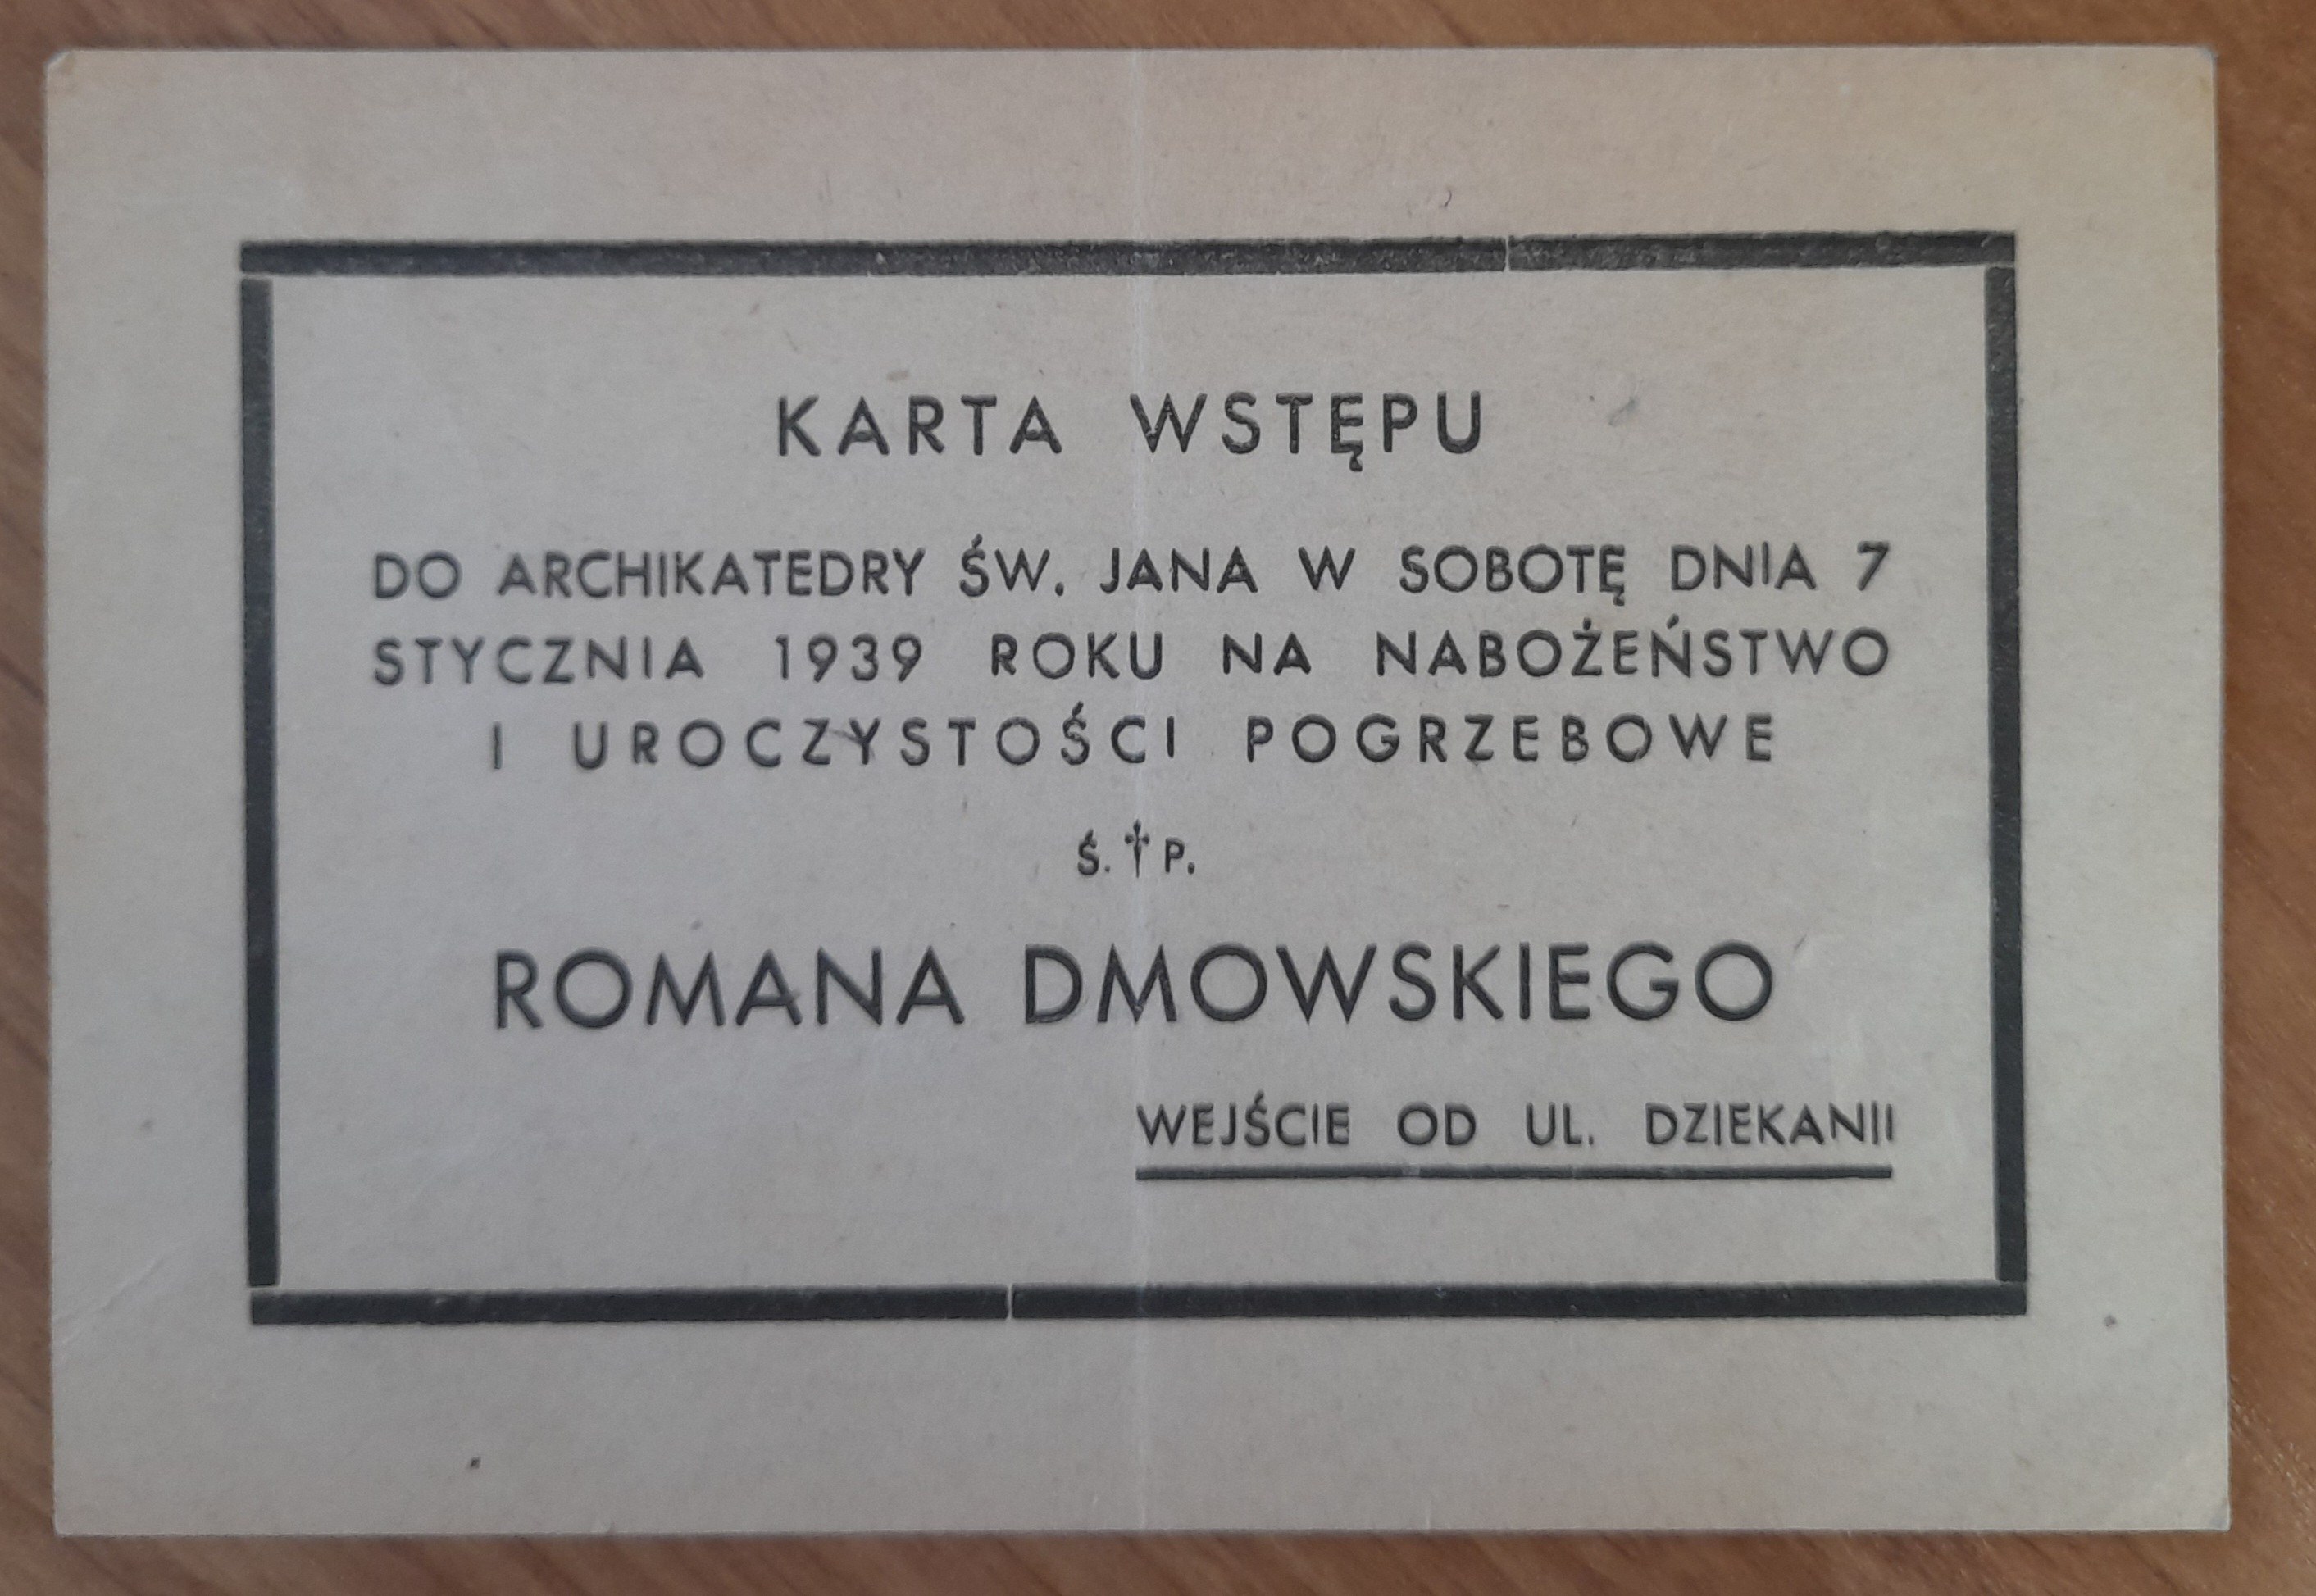 KARTA WSTĘPU
DO ARCHIKATEDRY ŚW. JANA W SOBOTĘ DNIA 7
STYCZNIA 1939 ROKU NA NABOŻEŃSTWO
I UROCZYSTOŚCI POGRZEBOWE
Ś.†P.
ROMANA DMOWSKIEGO
WEJŚCIE OD UL. DZIEKANII